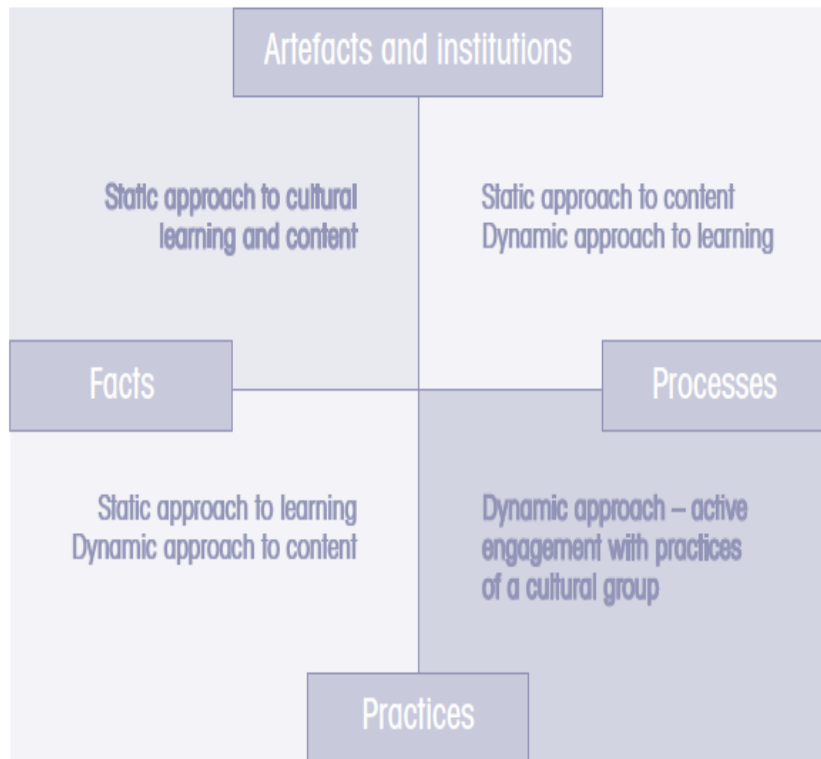 Artefacts and institutions
Static approach to cultural
learning and content
Static approach to content
Dynamic approach to learning
Facts
Processes
Static approach to learning
Dynamic approach to content
Dynamic approach – active
engagement with practices
of a cultural group
Practices